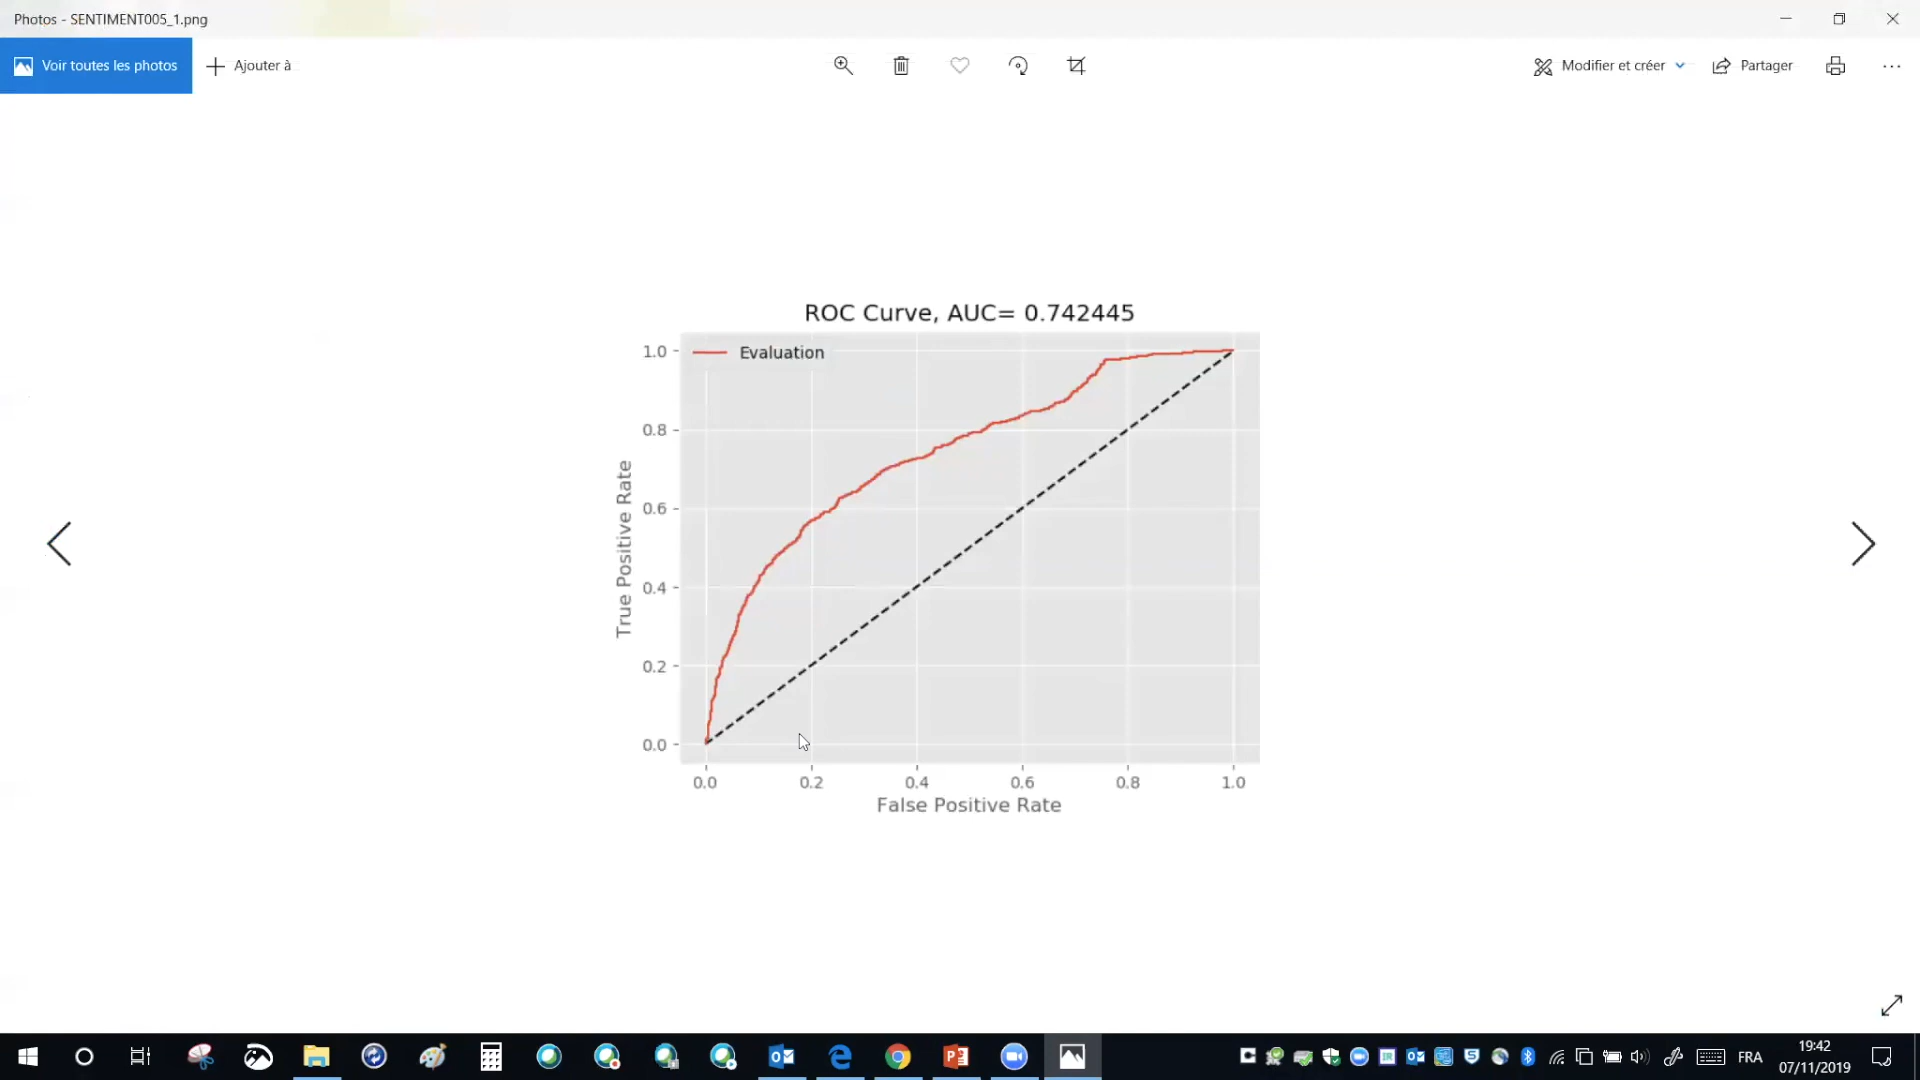 Photos - SENTIMENT005_1.png
Voir toutes les photos
Ajouter à
Modifier et créer
Partager
ROC Curve, AUC= 0.742445
Evaluation
1.0
0.8
0.6
0.4
0.2
0.0
True Positive Rate
0.0 0.2 0.4 0.6 0.8 1.0
False Positive Rate
FRA
19:42
07/11/2019